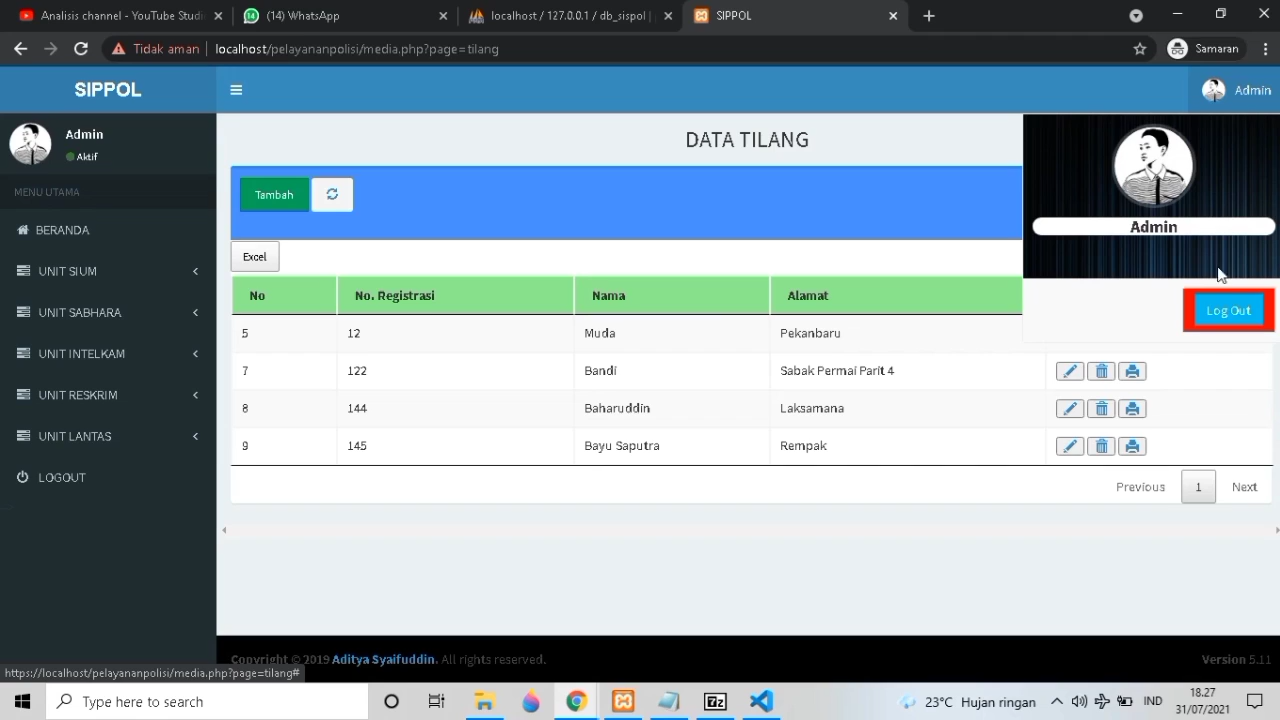 Analisis channel - YouTube Studi
(14) WhatsApp
localhost / 127.0.0.1 / db_sispol |
SIPPOL
Tidak aman
localhost/pelayananpolisi/media.php?page=tilang
Samaran
SIPPOL
Admin
Admin
Aktif
MENU UTAMA
BERANDA
UNIT SIUM
UNIT SABHARA
UNIT INTELKAM
UNIT RESKRIM
UNIT LANTAS
LOGOUT
DATA TILANG
Tambah
Excel
Admin
Log Out
No No. Registrasi Nama Alamat
5 12 Muda Pekanbaru
7 122 Bandi Sabak Permai Parit 4
8 144 Baharuddin Laksamana
9 145 Bayu Saputra Rempak
Previous 1 Next
Copyright © 2019 Aditya Syaifuddin. All rights reserved.
Version 5.11
https://localhost/pelayananpolisi/media.php?page=tilang#
Type here to search
7z
23°C Hujan ringan
IND
18.27
31/07/2021